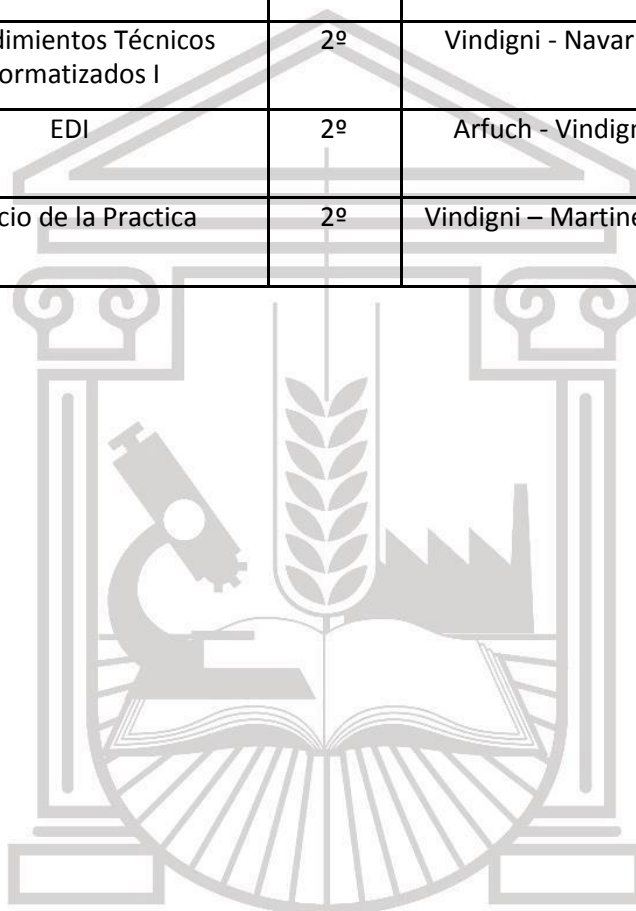 dimientos Técnicos
ormatizados I
2º
Vindigni - Navar
EDI
2º
Arfuch - Vindign
cio de la Practica
2º
Vindigni – Martine